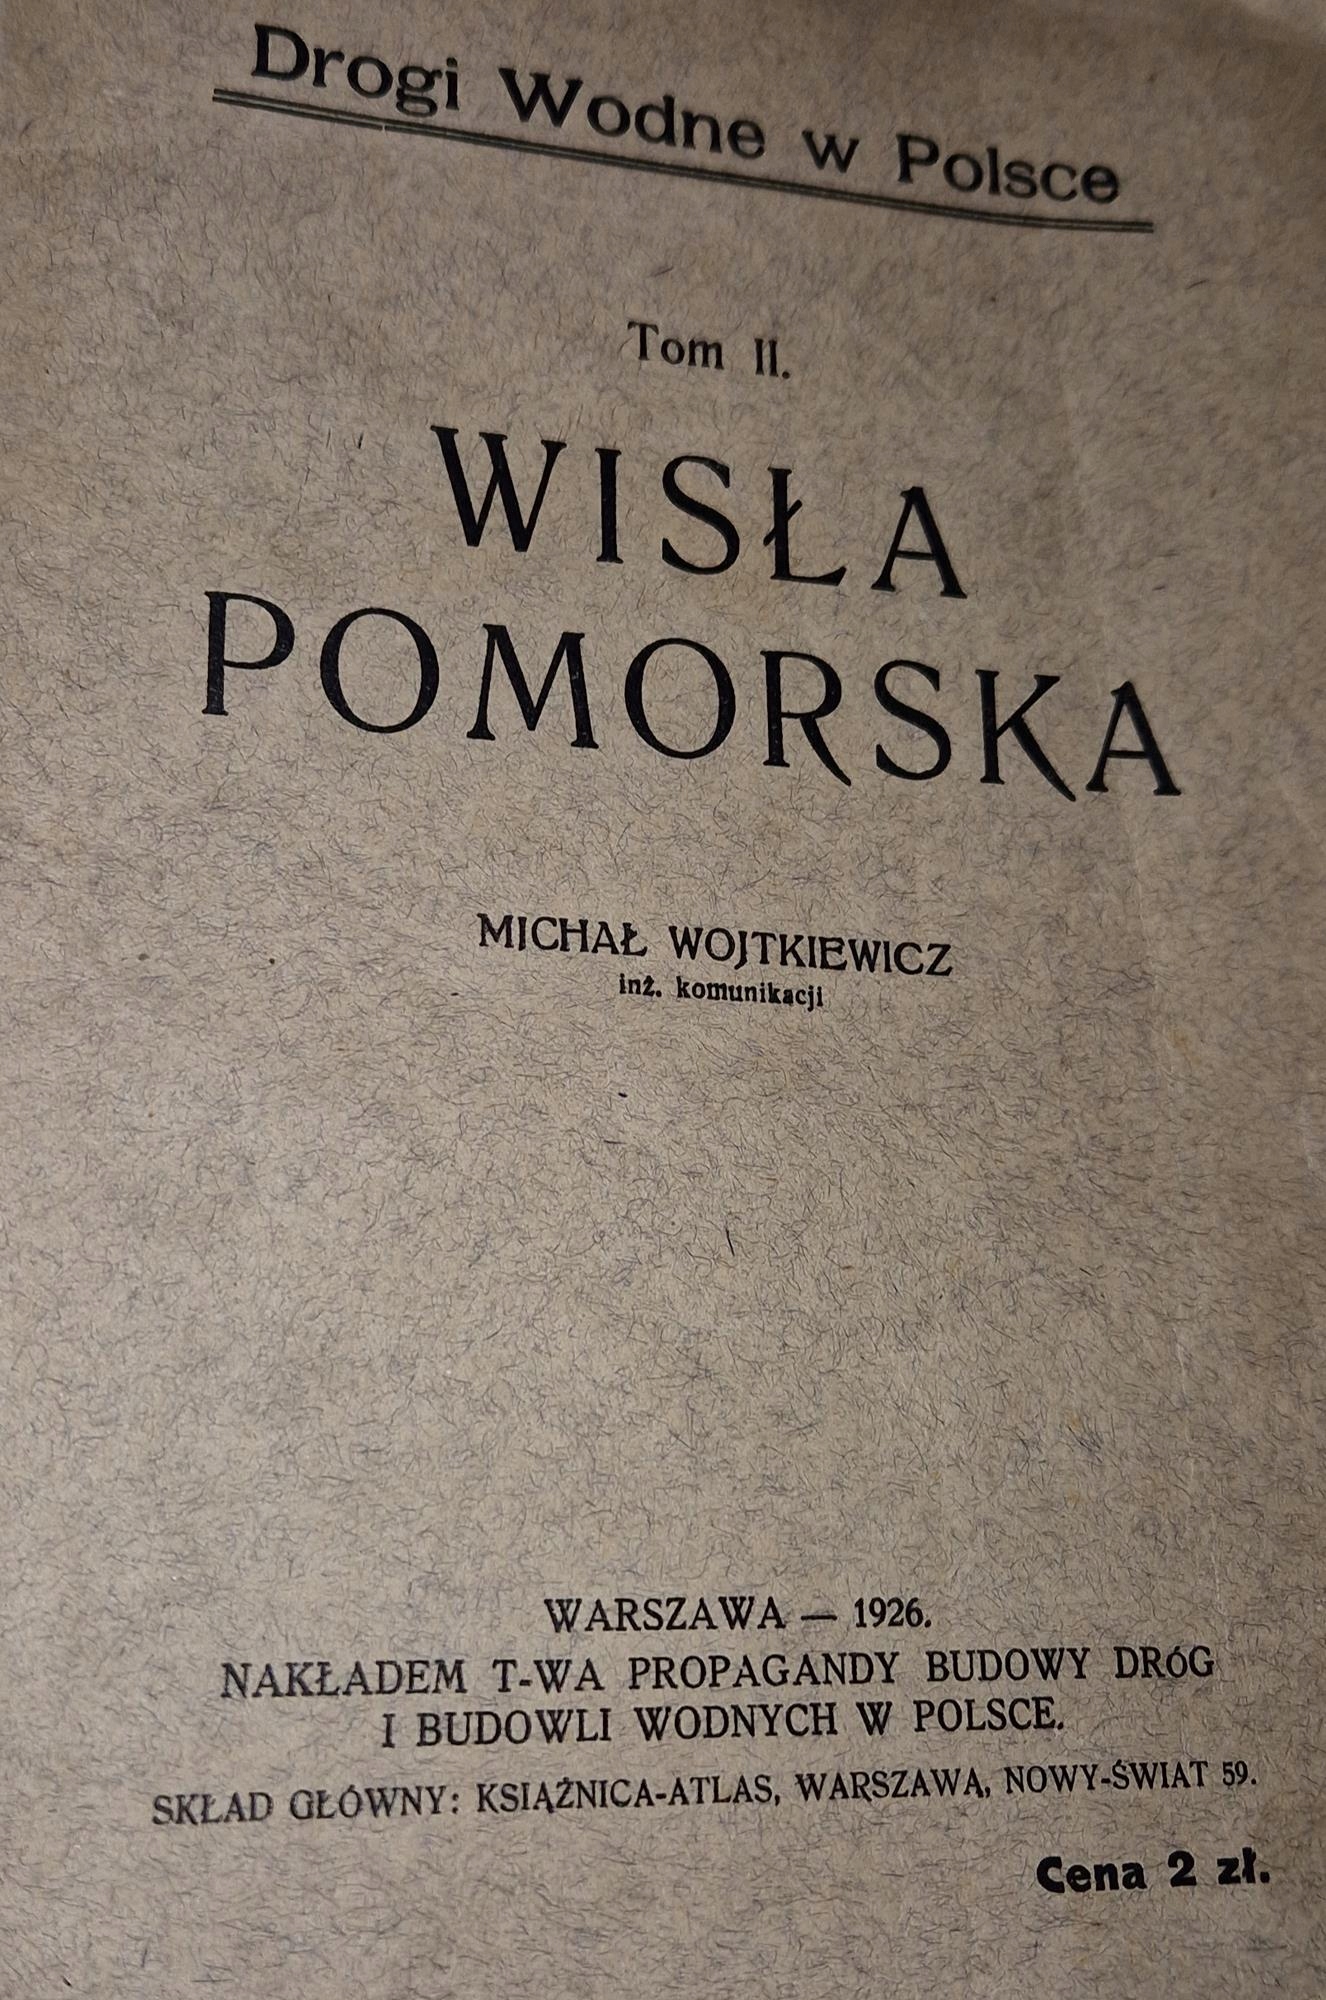 Drogi Wodne w Polsce
Tom II.
WISŁA
POMORSKA
MICHAŁ WOJTKIEWICZ
inż. komunikacji
WARSZAWA — 1926.
NAKŁADEM T-WA PROPAGANDY BUDOWY DRÓG
I BUDOWLI WODNYCH W POLSCE.
SKŁAD GŁÓWNY: KSIĄŻNICA-ATLAS, WARSZAWA, NOWY-ŚWIAT 59.
Cena 2 zł.